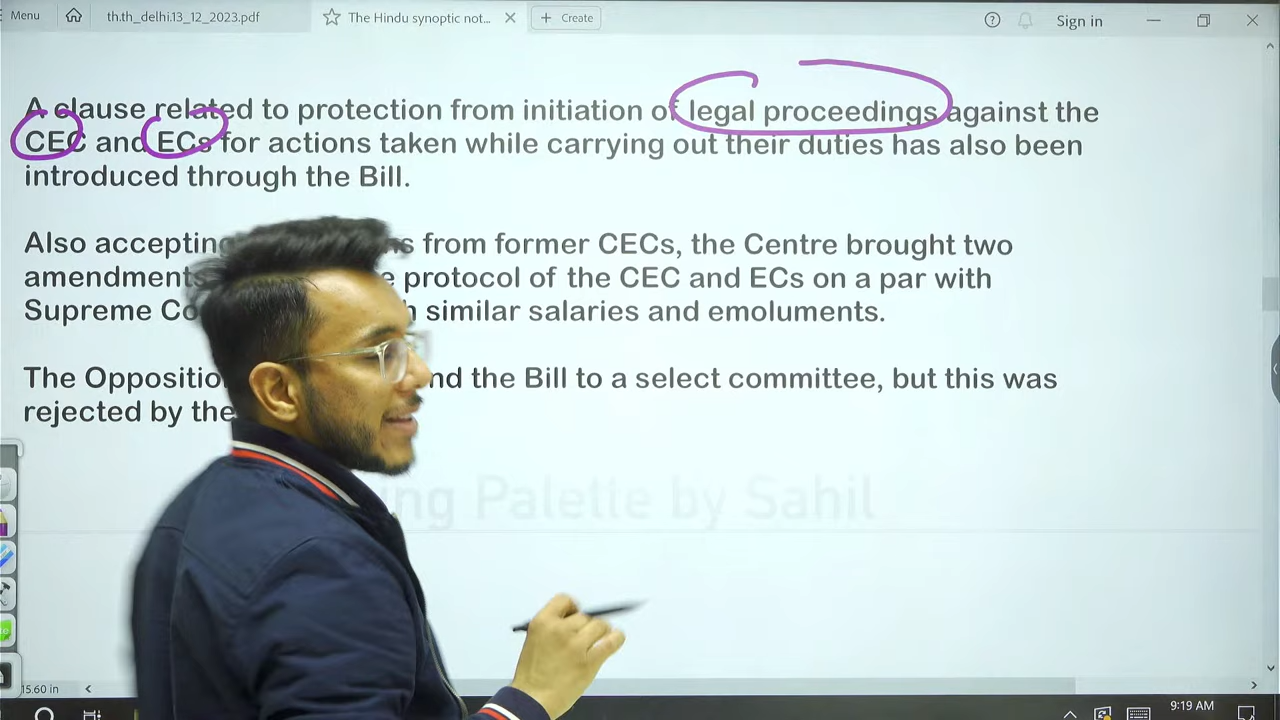 Menu
th.th_delhi.13_12_2023.pdf
The Hindu synoptic not...
Create
Sign in
A clause related to protection from initiation of legal proceedings against the
CEC and ECs for actions taken while carrying out their duties has also been
introduced through the Bill.
Also accepting from former CECs, the Centre brought two
amendments protocol of the CEC and ECs on a par with
Supreme similar salaries and emoluments.
The the Bill to a select committee, but this was
rejected by the
Palette by Sahil
15.60 in
9:19 AM